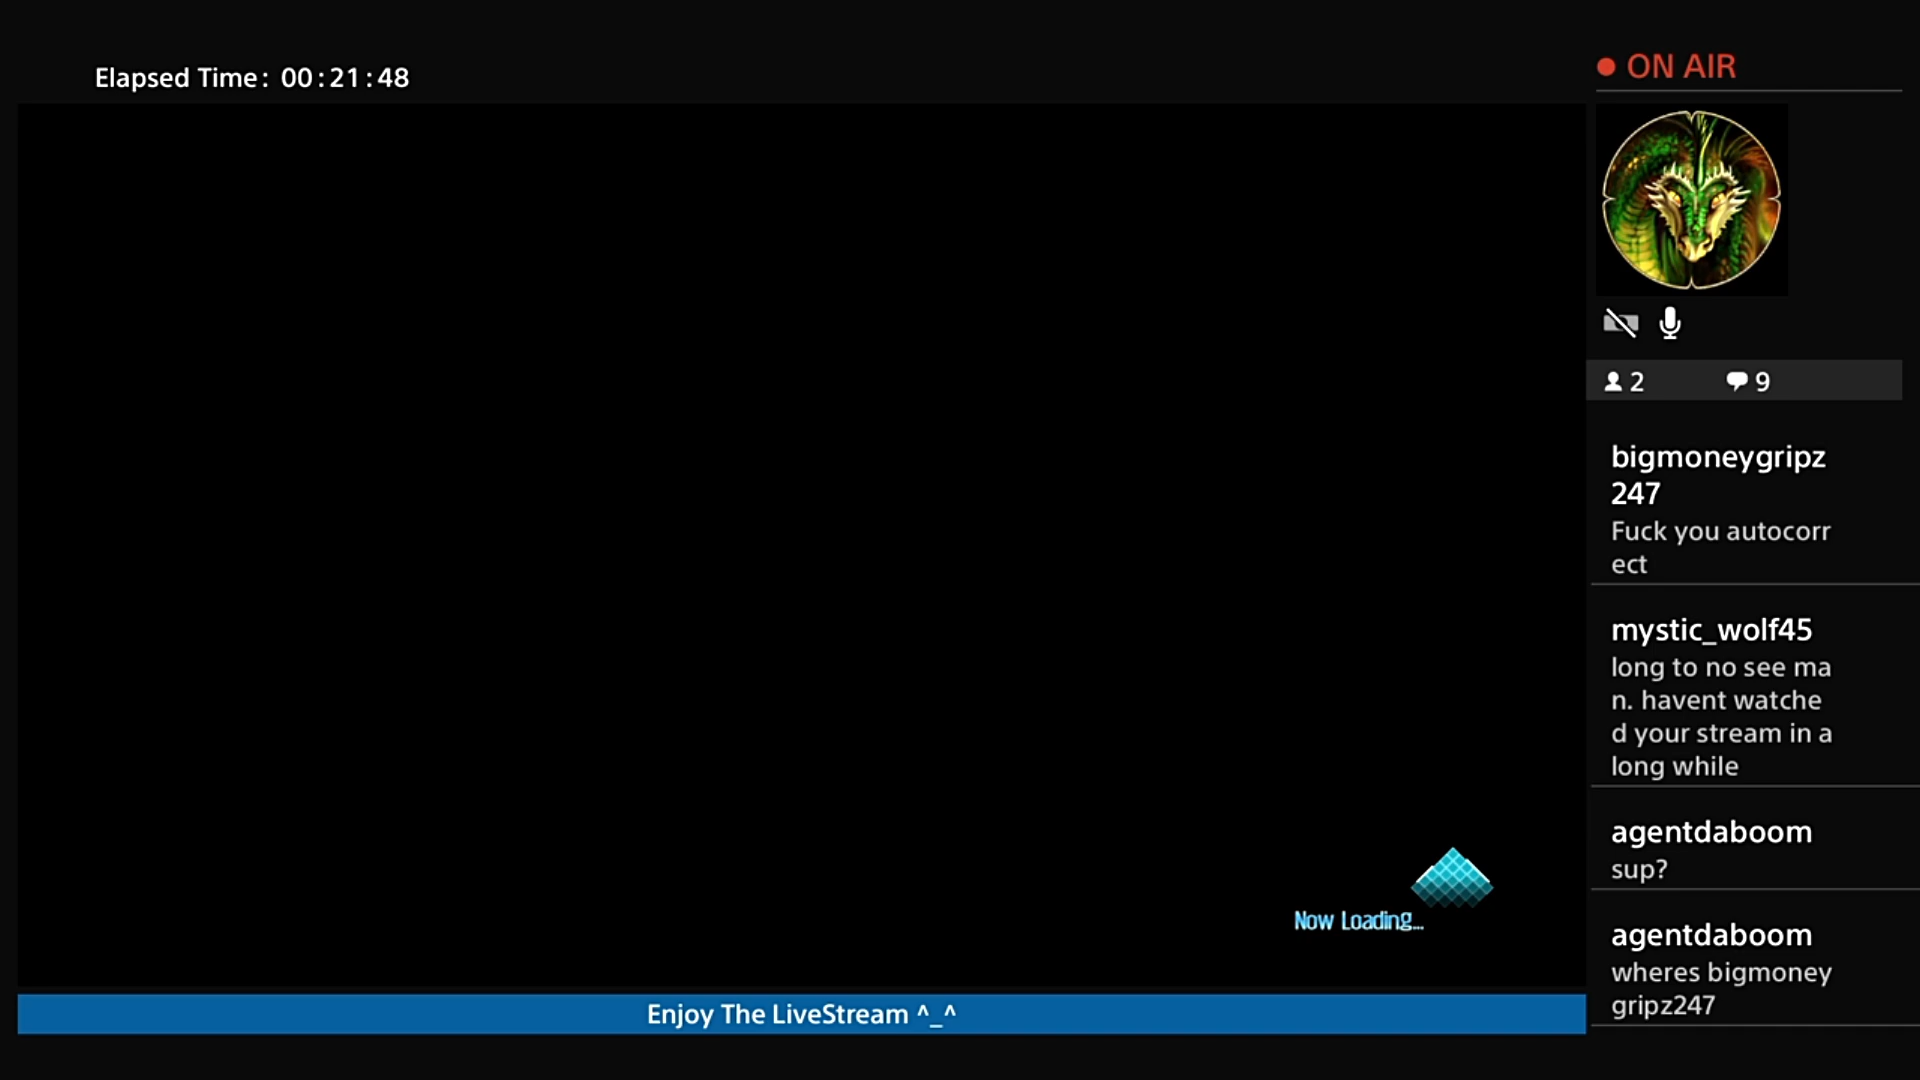 Elapsed Time: 00:21:48
ON AIR
2 9
bigmoneygripz
247
Fuck you autocorr
ect
mystic_wolf45
long to no see ma
n. havent watche
d your stream in a
long while
agentdaboom
sup?
agentdaboom
wheres bigmoney
gripz247
Now Loading...
Enjoy The LiveStream ^_^